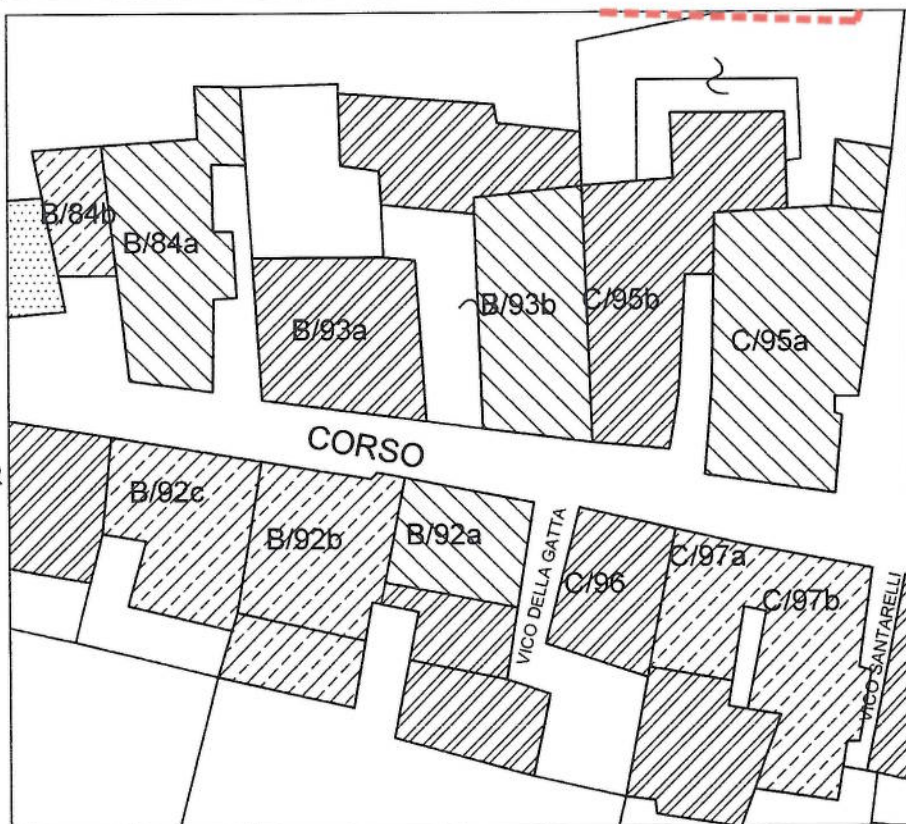 B/84b
B/84a
B/93a
B/93b
C/95b
C/95a
CORSO
B/92c
B/92b
B/92a
VICO DELLA GATTA
C/96
C/97a
C/97b
VICO SANTARELLI